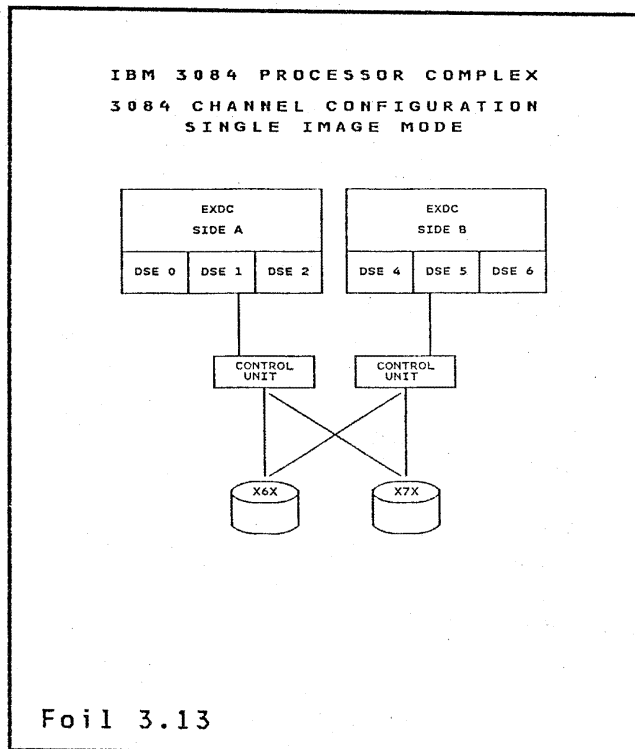 IBM 3084 PROCESSOR COMPLEX
3084 CHANNEL CONFIGURATION
SINGLE IMAGE MODE
EXDC
SIDE A
DSE 0 DSE 1 DSE 2
EXDC
SIDE B
DSE 4 DSE 5 DSE 6
CONTROL
UNIT
CONTROL
UNIT
X6X
X7X
Foil 3.13